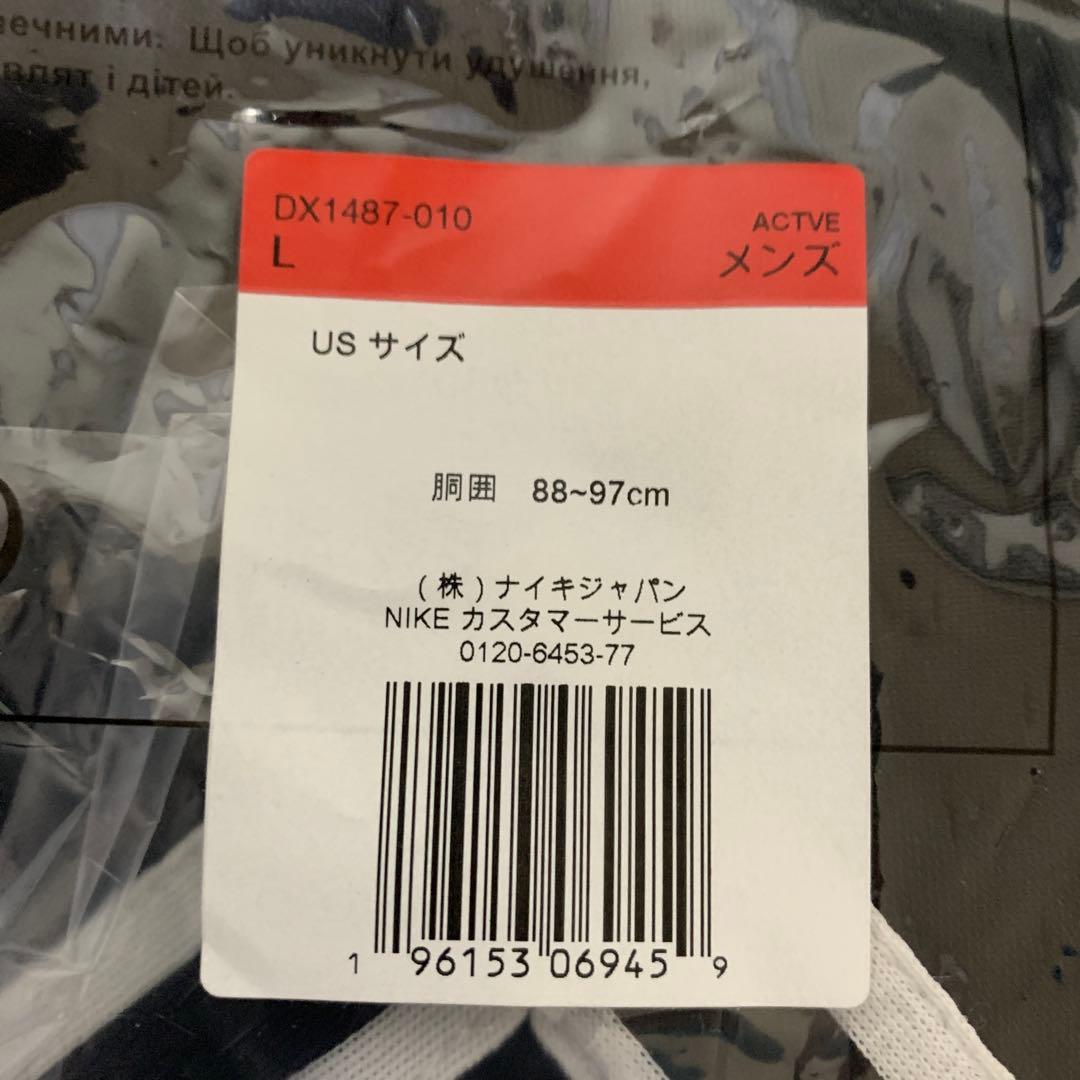 вечними. Щоб уникнути удушення,
і дітей.
DX1487-010
ACTVE
L
メンズ
US サイズ
胴囲 88~97cm
(株)ナイキジャパン
NIKE カスタマーサービス
0120-6453-77
1 96153 06945 9